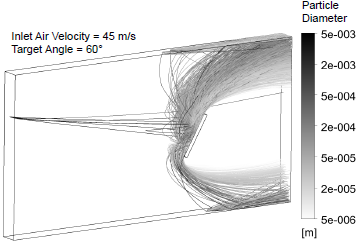 Particle
Diameter
Inlet Air Velocity = 45 m/s
Target Angle = 60°
5e-003
2e-003
5e-004
2e-004
5e-005
2e-005
5e-006
[m]